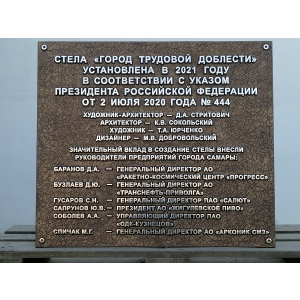 СТЕЛА «ГОРОД ТРУДОВОЙ ДОБЛЕСТИ»
УСТАНОВЛЕНА В 2021 ГОДУ
В СООТВЕТСТВИИ С УКАЗОМ
ПРЕЗИДЕНТА РОССИЙСКОЙ ФЕДЕРАЦИИ
ОТ 2 ИЮЛЯ 2020 ГОДА № 444
ХУДОЖНИК-АРХИТЕКТОР – Д.А. СТРИТОВИЧ
АРХИТЕКТОР – К.В. СОКОЛЬСКИЙ
ХУДОЖНИК – Т.А. ЮРЧЕНКО
ДИЗАЙНЕР – М.В. ДОБРОВОЛЬСКИЙ
ЗНАЧИТЕЛЬНЫЙ ВКЛАД В СОЗДАНИЕ СТЕЛЫ ВНЕСЛИ
РУКОВОДИТЕЛИ ПРЕДПРИЯТИЙ ГОРОДА САМАРЫ:
БАРАНОВ Д.А. – ГЕНЕРАЛЬНЫЙ ДИРЕКТОР АО
«РАКЕТНО-КОСМИЧЕСКИЙ ЦЕНТР «ПРОГРЕСС»
БУЗЛАЕВ Д.Ю. – ГЕНЕРАЛЬНЫЙ ДИРЕКТОР АО
«ТРАНСНЕФТЬ-ПРИВОЛГА»
ГУСАРОВ С.Н. – ГЕНЕРАЛЬНЫЙ ДИРЕКТОР ПАО «САЛЮТ»
САПРУНОВ Ю.В. – ПРЕЗИДЕНТ АО «ЖИГУЛЕВСКОЕ ПИВО»
СОБОЛЕВ А.А. – УПРАВЛЯЮЩИЙ ДИРЕКТОР ПАО
«ОДК-КУЗНЕЦОВ»
СПИЧАК М.Г. – ГЕНЕРАЛЬНЫЙ ДИРЕКТОР АО «АРКОНИК СМЗ»